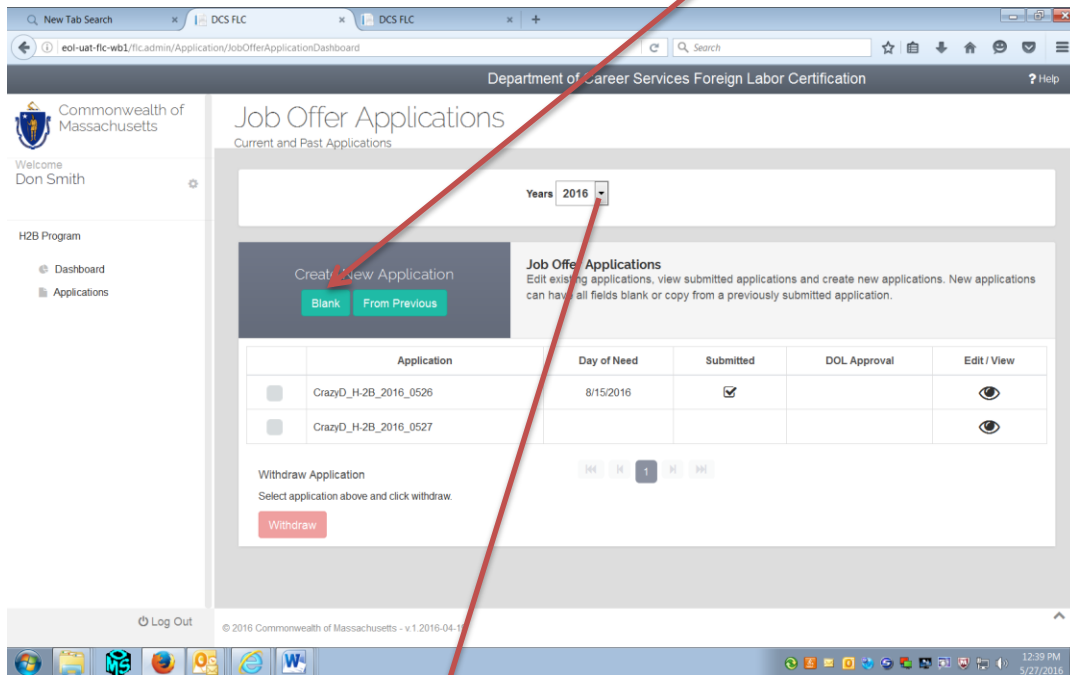 New Tab Search
DCS FLC
DCS FLC
eol-uat-flc-wb1/flc.admin/Application/JobOfferApplicationDashboard
Search
Department of Career Services Foreign Labor Certification
? Help
Commonwealth of
Massachusetts
Job Offer Applications
Current and Past Applications
Welcome
Don Smith
Years 2016
H2B Program
Dashboard
Applications
Create New Application
Blank
From Previous
Job Offer Applications
Edit existing applications, view submitted applications and create new applications. New applications
can have all fields blank or copy from a previously submitted application.
Application Day of Need Submitted DOL Approval Edit / View
CrazyD_H-2B_2016_0526 8/15/2016
CrazyD_H-2B_2016_0527
1
Withdraw Application
Select application above and click withdraw.
Withdraw
Log Out
© 2016 Commonwealth of Massachusetts - v.1.2016-04-1
12:39 PM
5/27/2016